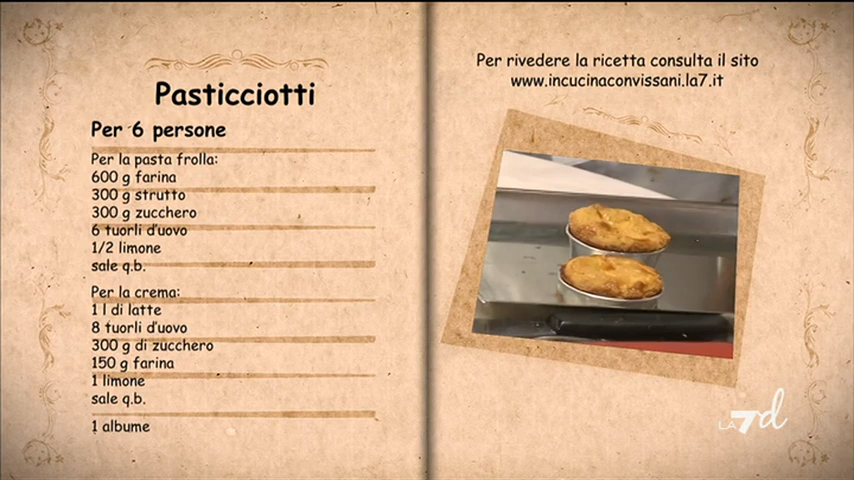 Pasticciotti
Per 6 persone
Per la pasta frolla:
600 g farina
300 g strutto
300 g zucchero
6 tuorli d'uovo
1/2 limone
sale q.b.
Per la crema:
1 l di latte
8 tuorli d'uovo
300 g di zucchero
150 g farina
1 limone
sale q.b.
1 albume
Per rivedere la ricetta consulta il sito
www.incucinaconvissani.la7.it
LA7d